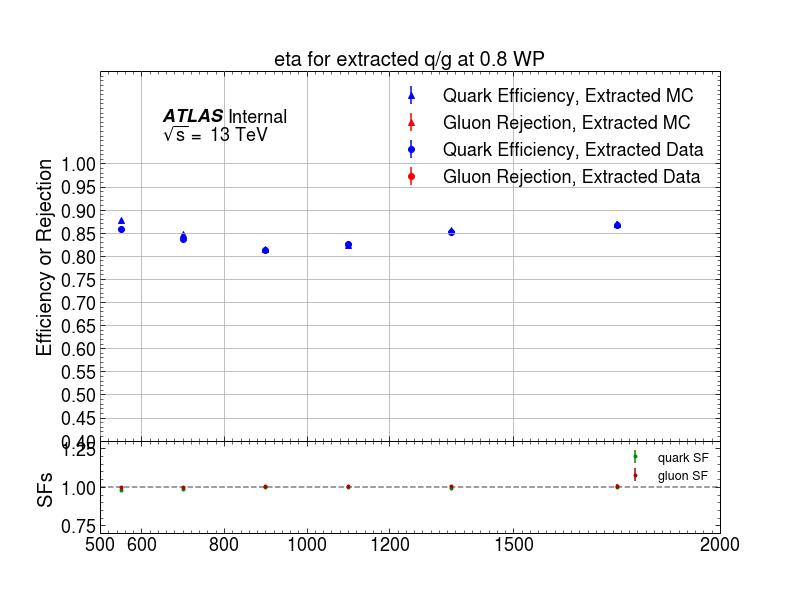 eta for extracted q/g at 0.8 WP
Quark Efficiency, Extracted MC
ATLAS Internal
Gluon Rejection, Extracted MC
√s = 13 TeV
Quark Efficiency, Extracted Data
Gluon Rejection, Extracted Data
Efficiency or Rejection
1.00
0.95
0.90
0.85
0.80
0.75
0.70
0.65
0.60
0.55
0.50
0.45
0.40
1.25
quark SF
gluon SF
SFs
1.00
0.75
500 600 800 1000 1200 1500 2000